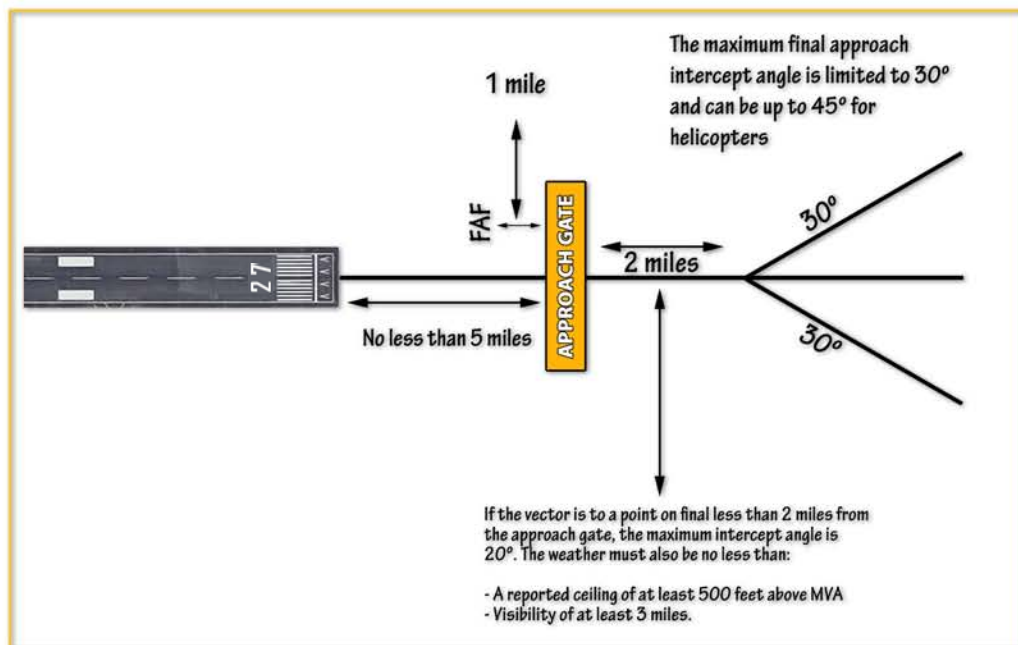 The maximum final approach
intercept angle is limited to 30°
and can be up to 45° for
helicopters
1 mile
FAF
APPROACH GATE
27
2 miles
30°
30°
No less than 5 miles
If the vector is to a point on final less than 2 miles from
the approach gate, the maximum intercept angle is
20°. The weather must also be no less than:
- A reported ceiling of at least 500 feet above MVA
- Visibility of at least 3 miles.